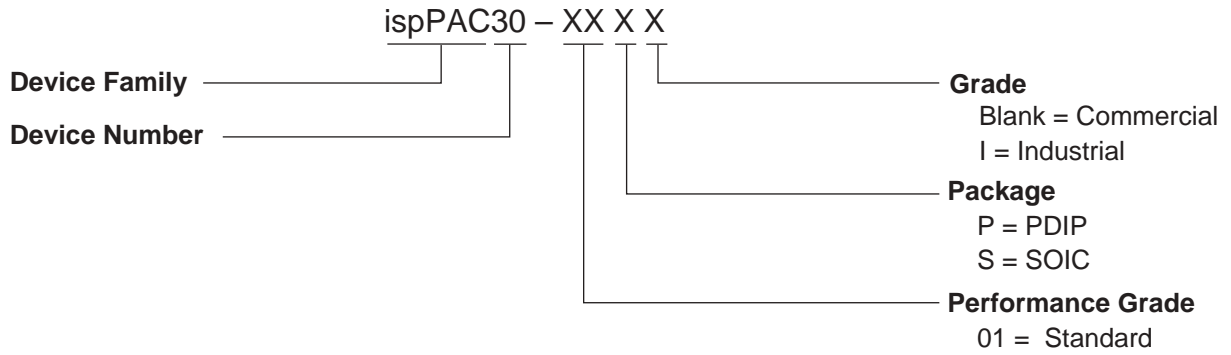 ispPAC30 – XX X X
Device Family
Device Number
Grade
Blank = Commercial
I = Industrial
Package
P = PDIP
S = SOIC
Performance Grade
01 = Standard